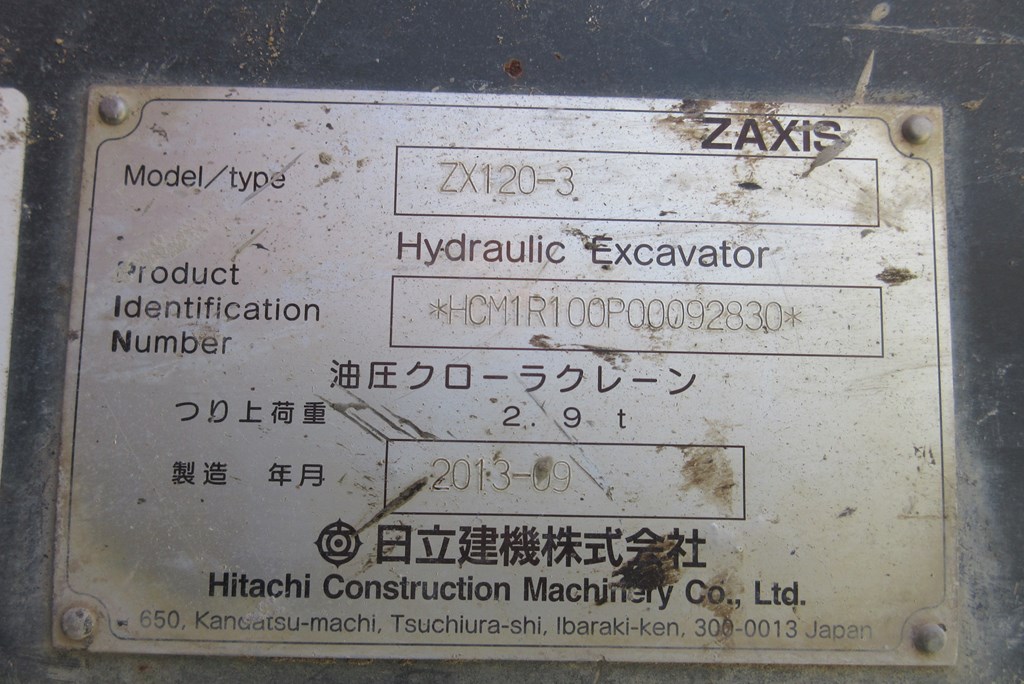 ZAXiS
Model/type ZX120-3
Hydraulic Excavator
Product
Identification
Number
*HCM1R100P00092830*
油圧クローラクレーン
つり上荷重 2.9 t
製造 年月 2013-09
日立建機株式会社
Hitachi Construction Machinery Co., Ltd.
650, Kandatsu-machi, Tsuchiura-shi, Ibaraki-ken, 300-0013 Japan